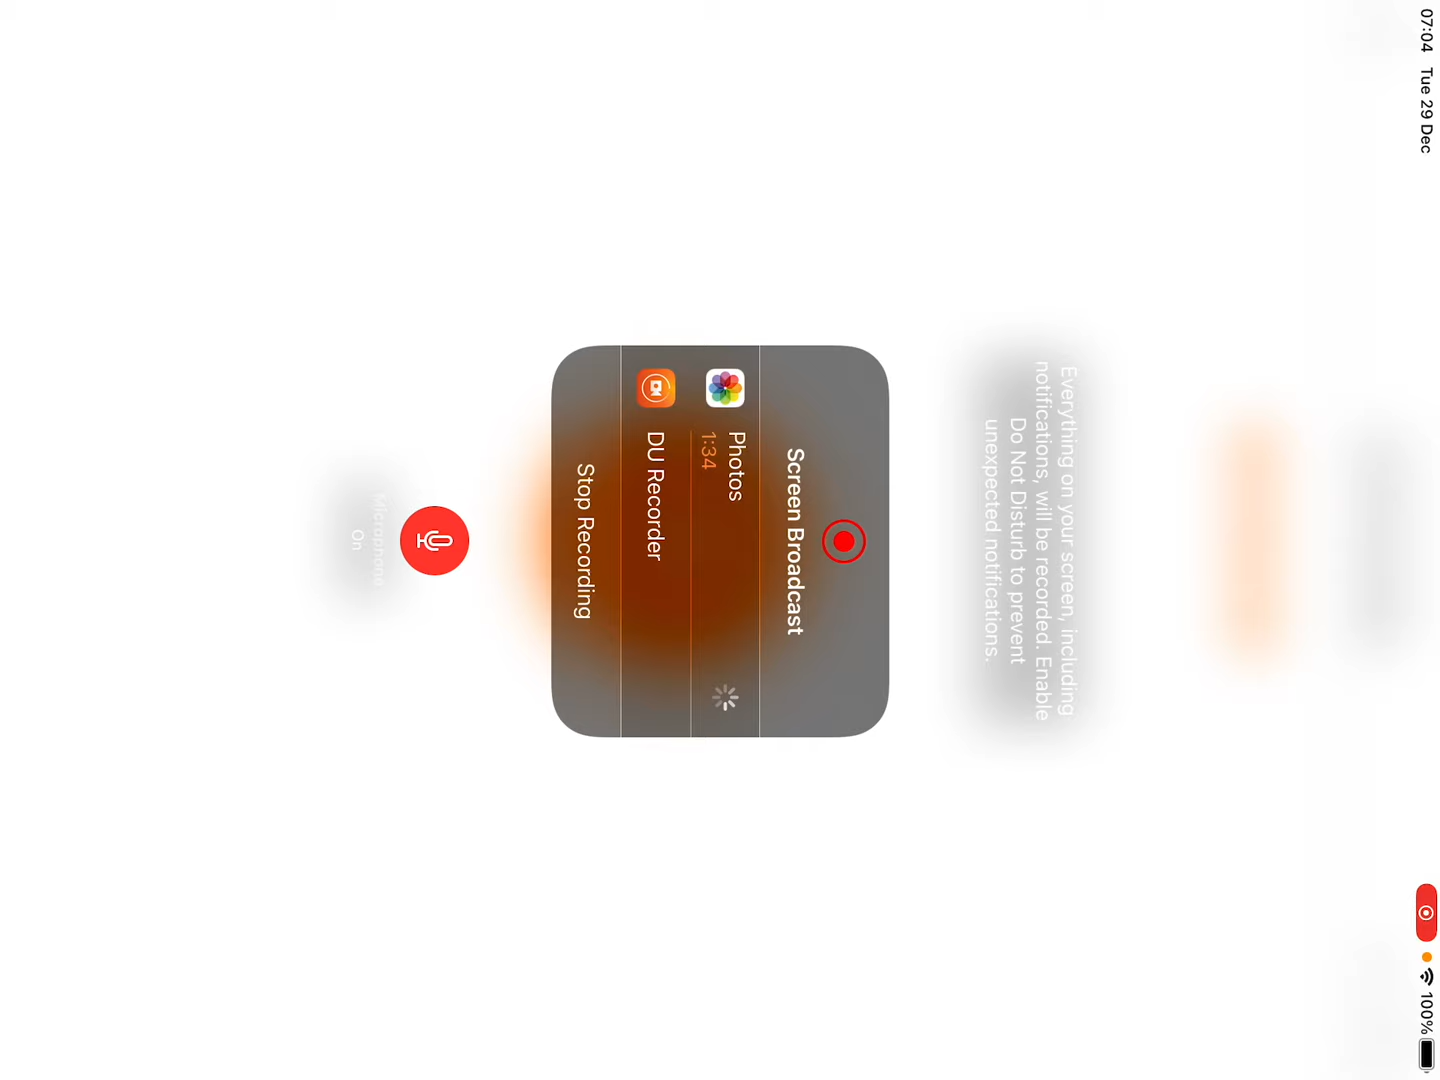 07:04 Tue 29 Dec
100%
Everything on your screen, including
notifications, will be recorded. Enable
Do Not Disturb to prevent
unexpected notifications.
Screen Broadcast
Photos
1:34
DU Recorder
Stop Recording
Microphone
On